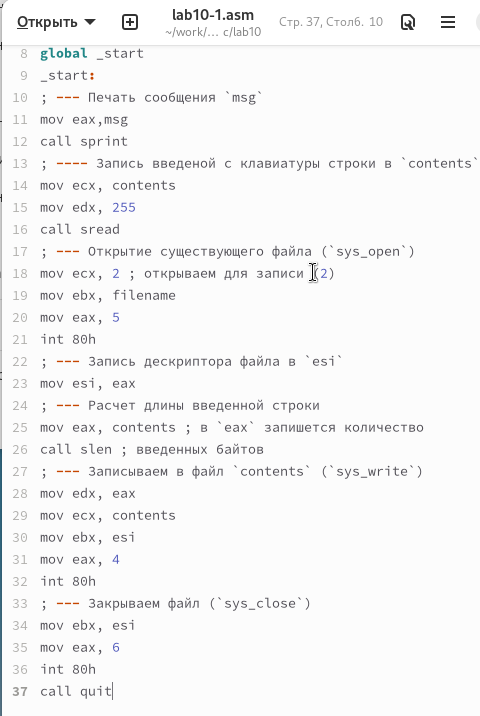 Открыть
lab10-1.asm
~/work/... c/lab10
Стр. 37, Столб. 10
8 global _start
9 _start:
10 ; --- Печать сообщения `msg`
11 mov eax,msg
12 call sprint
13 ; ---- Запись введеной с клавиатуры строки в `contents`
14 mov ecx, contents
15 mov edx, 255
16 call sread
17 ; --- Открытие существующего файла (`sys_open`)
18 mov ecx, 2 ; открываем для записи (2)
19 mov ebx, filename
20 mov eax, 5
21 int 80h
22 ; --- Запись дескриптора файла в `esi`
23 mov esi, eax
24 ; --- Расчет длины введенной строки
25 mov eax, contents ; в `eax` запишется количество
26 call slen ; введенных байтов
27 ; --- Записываем в файл `contents` (`sys_write`)
28 mov edx, eax
29 mov ecx, contents
30 mov ebx, esi
31 mov eax, 4
32 int 80h
33 ; --- Закрываем файл (`sys_close`)
34 mov ebx, esi
35 mov eax, 6
36 int 80h
37 call quit